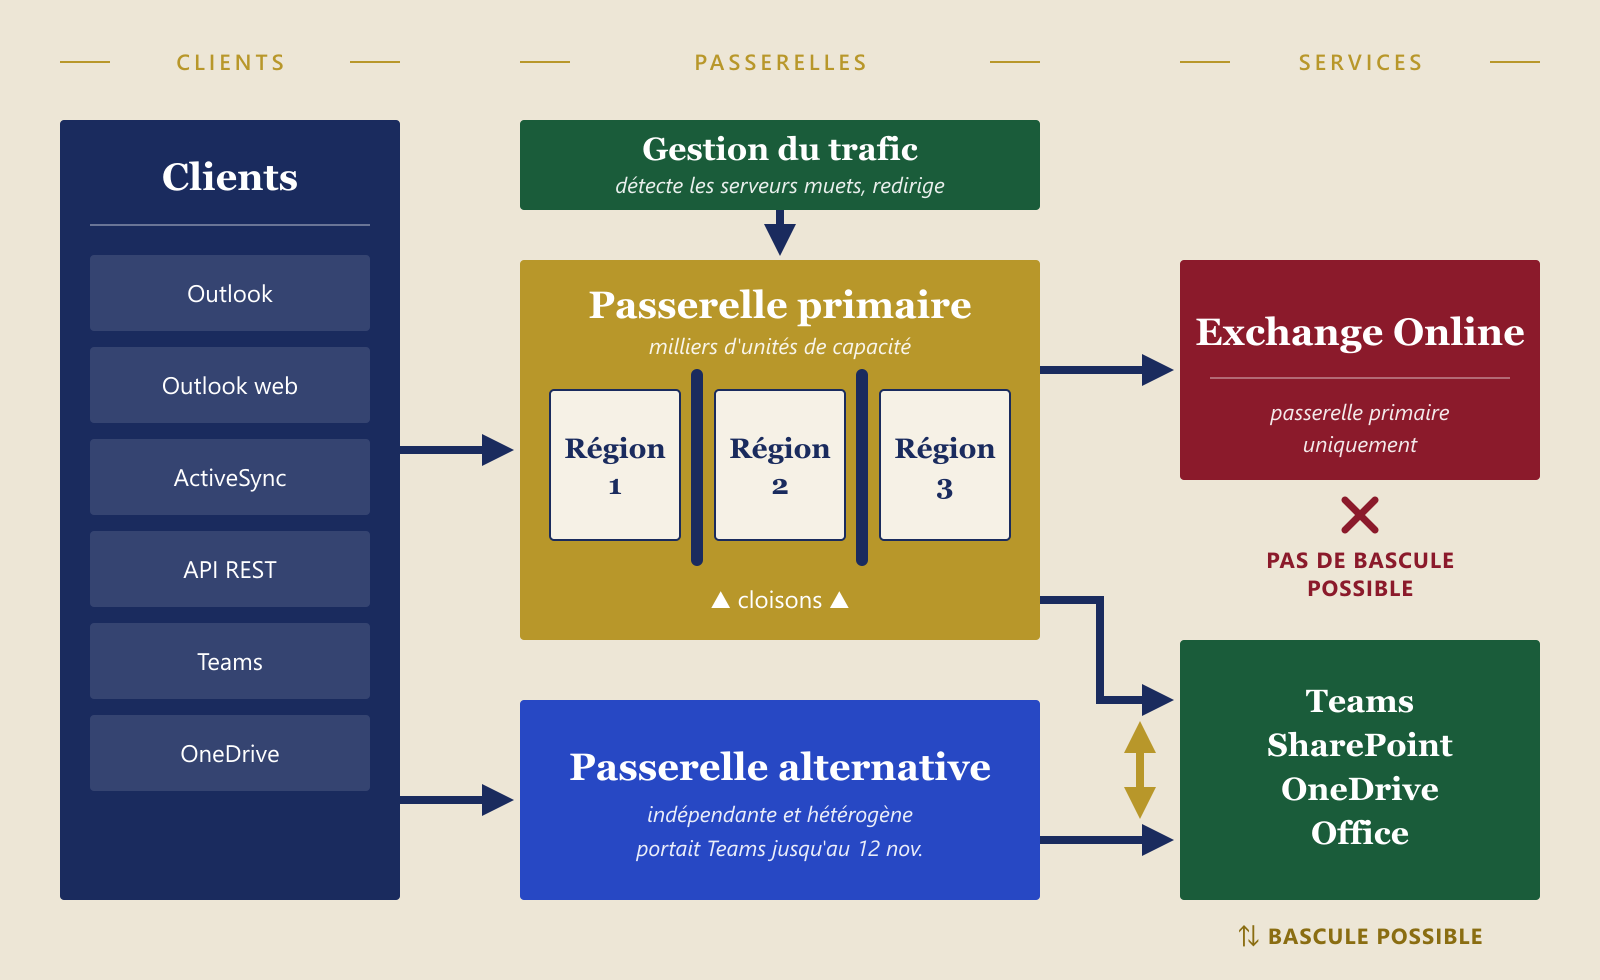 CLIENTS
PASSERELLES
SERVICES
Clients
Outlook
Outlook web
ActiveSync
API REST
Teams
OneDrive
Gestion du trafic
détecte les serveurs muets, redirige
Passerelle primaire
milliers d'unités de capacité
Région
1
Région
2
Région
3
▲ cloisons ▲
Passerelle alternative
indépendante et hétérogène
portait Teams jusqu'au 12 nov.
Exchange Online
passerelle primaire
uniquement
PAS DE BASCULE
POSSIBLE
Teams
SharePoint
OneDrive
Office
⇅ BASCULE POSSIBLE